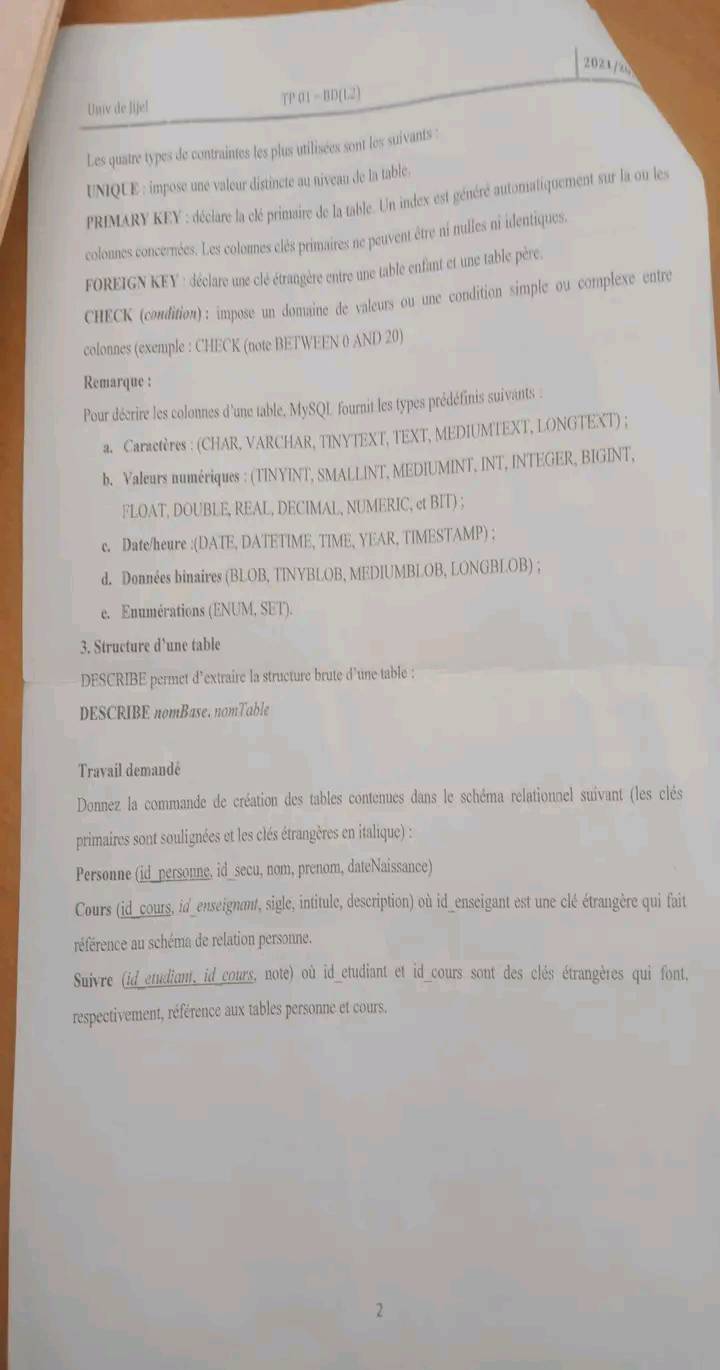 Univ de Jijel
TP 01 – BD(L2)
2021/
Les quatre types de contraintes les plus utilisées sont les suivants :
UNIQUE : impose une valeur distincte au niveau de la table.
PRIMARY KEY : déclare la clé primaire de la table. Un index est généré automatiquement sur la ou les
colonnes concernées. Les colonnes clés primaires ne peuvent être ni nulles ni identiques.
FOREIGN KEY : déclare une clé étrangère entre une table enfant et une table père.
CHECK (condition) : impose un domaine de valeurs ou une condition simple ou complexe entre
colonnes (exemple : CHECK (note BETWEEN 0 AND 20)
Remarque :
Pour décrire les colonnes d'une table, MySQL fournit les types prédéfinis suivants :
a. Caractères : (CHAR, VARCHAR, TINYTEXT, TEXT, MEDIUMTEXT, LONGTEXT) ;
b. Valeurs numériques : (TINYINT, SMALLINT, MEDIUMINT, INT, INTEGER, BIGINT,
FLOAT, DOUBLE, REAL, DECIMAL, NUMERIC, et BIT) ;
c. Date/heure :(DATE, DATETIME, TIME, YEAR, TIMESTAMP) ;
d. Données binaires (BLOB, TINYBLOB, MEDIUMBLOB, LONGBLOB) ;
e. Enumérations (ENUM, SET).
3. Structure d'une table
DESCRIBE permet d'extraire la structure brute d'une table :
DESCRIBE nomBase. nomTable
Travail demandé
Donnez la commande de création des tables contenues dans le schéma relationnel suivant (les clés
primaires sont soulignées et les clés étrangères en italique) :
Personne (id_personne, id_secu, nom, prenom, dateNaissance)
Cours (id_cours, id_enseignant, sigle, intitule, description) où id_enseigant est une clé étrangère qui fait
référence au schéma de relation personne.
Suivre (id_etudiant, id_cours, note) où id_etudiant et id_cours sont des clés étrangères qui font,
respectivement, référence aux tables personne et cours.
2